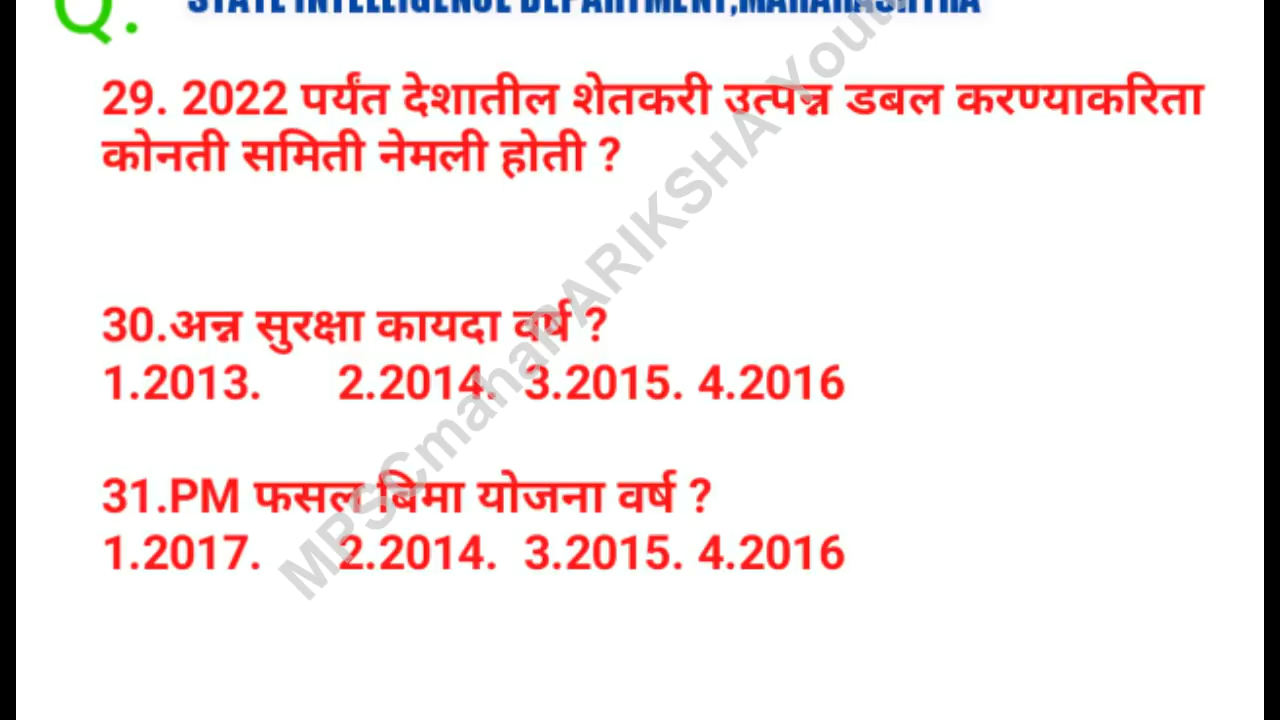 Q. STATE INTELLIGENCE DEPARTMENT,MAHARASHTRA
29. 2022 पर्यंत देशातील शेतकरी उत्पन्न डबल करण्याकरिता
कोनती समिती नेमली होती ?
30.अन्न सुरक्षा कायदा वर्ष ?
1.2013. 2.2014. 3.2015. 4.2016
31.PM फसल बिमा योजना वर्ष ?
1.2017. 2.2014. 3.2015. 4.2016
MPSCmahaPARIKSHA